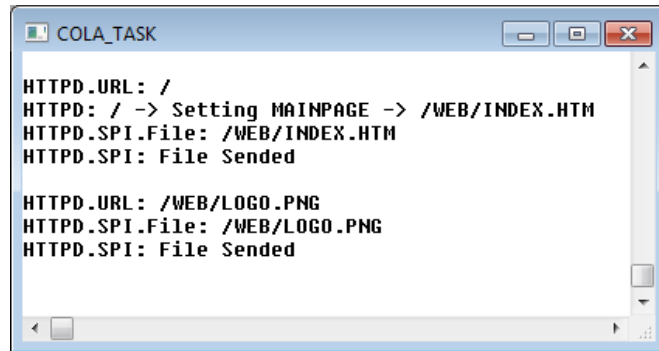 COLA_TASK
HTTPD.URL: /
HTTPD: / -> Setting MAINPAGE -> /WEB/INDEX.HTM
HTTPD.SPI.File: /WEB/INDEX.HTM
HTTPD.SPI: File Sended
HTTPD.URL: /WEB/LOGO.PNG
HTTPD.SPI.File: /WEB/LOGO.PNG
HTTPD.SPI: File Sended